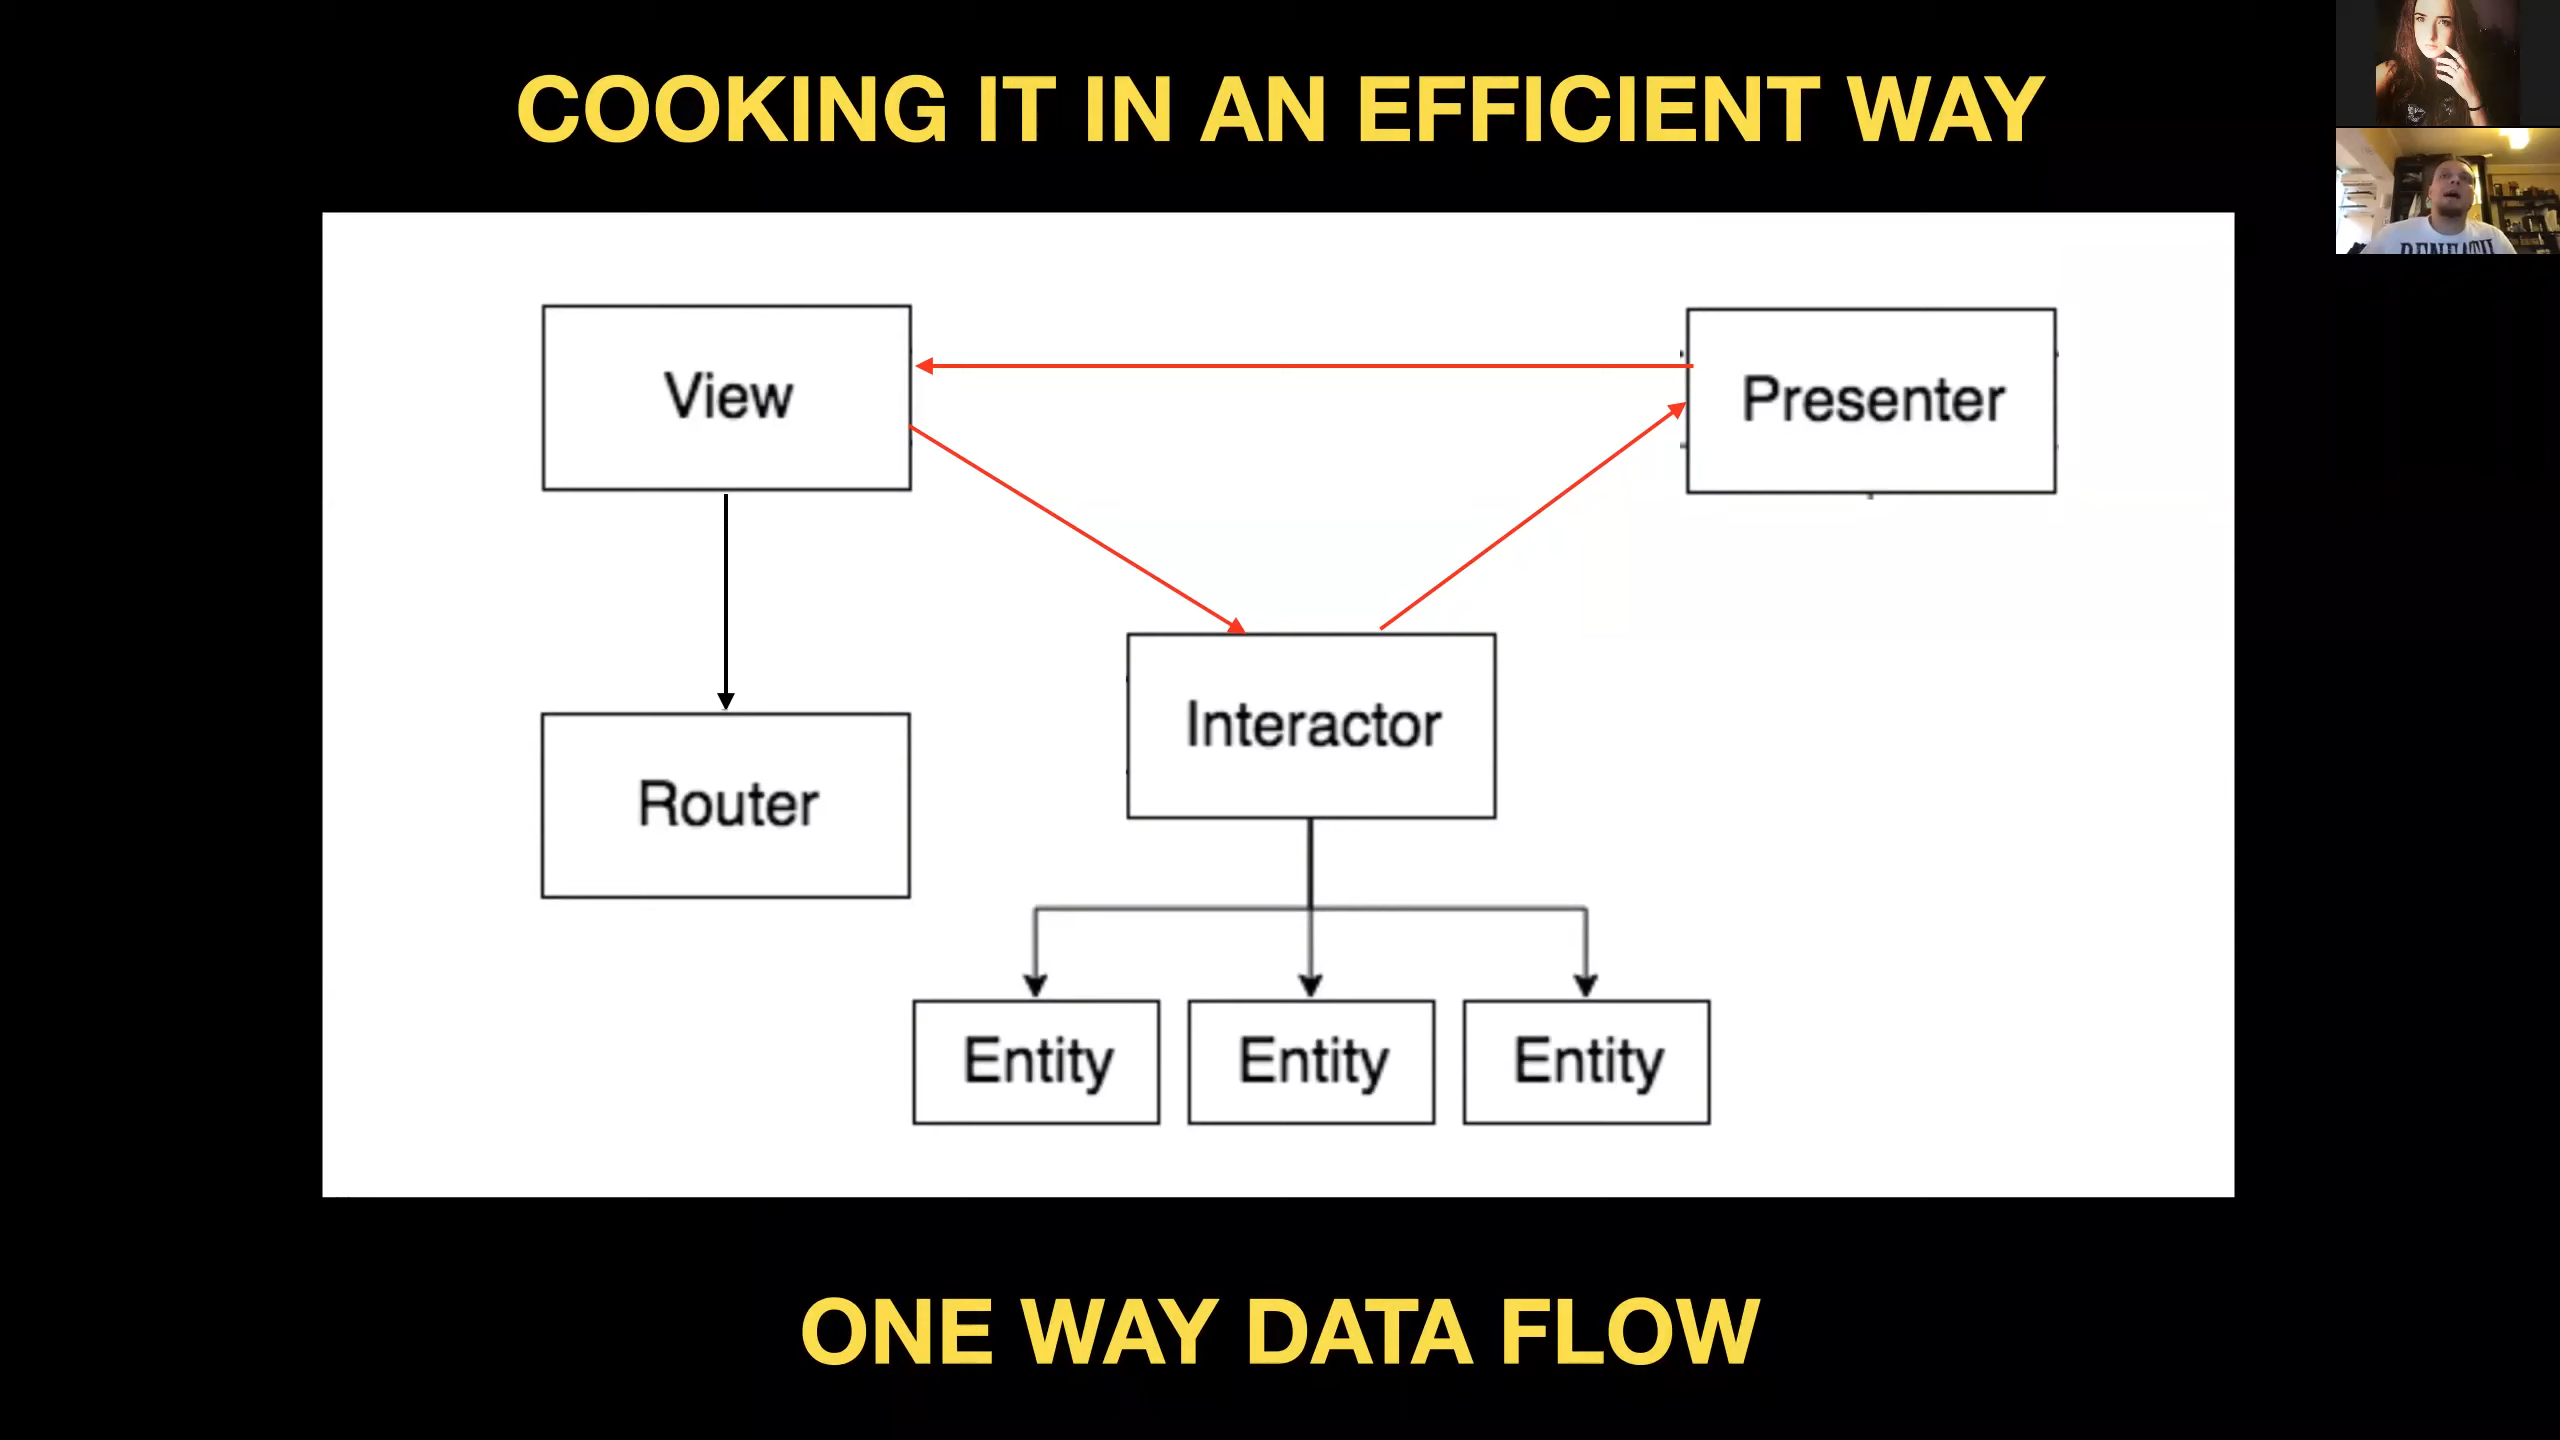 COOKING IT IN AN EFFICIENT WAY
View
Presenter
Interactor
Router
Entity
Entity
Entity
ONE WAY DATA FLOW